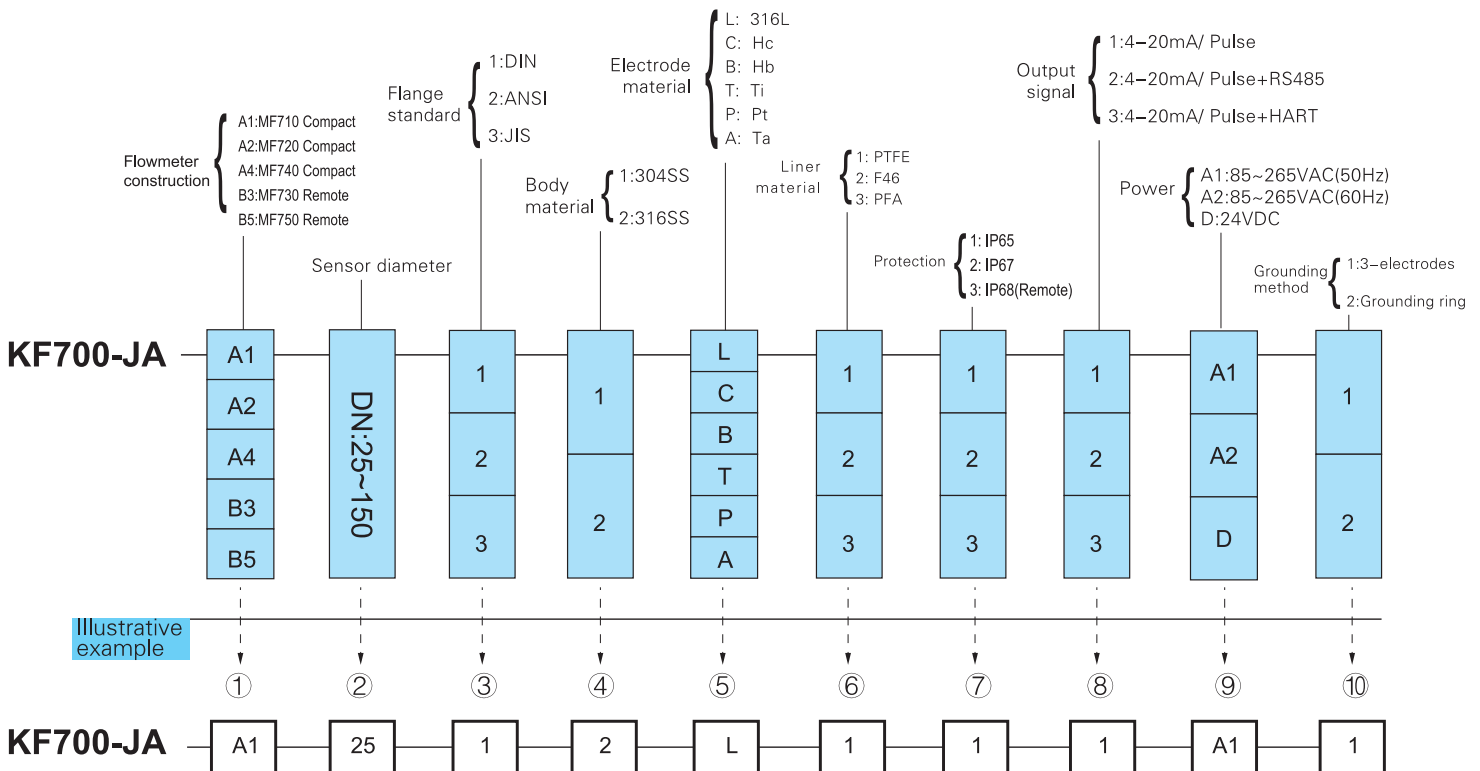 Flowmeter
construction
A1:MF710 Compact
A2:MF720 Compact
A4:MF740 Compact
B3:MF730 Remote
B5:MF750 Remote
Sensor diameter
Flange
standard
1:DIN
2:ANSI
3:JIS
Body
material
1:304SS
2:316SS
Electrode
material
L: 316L
C: Hc
B: Hb
T: Ti
P: Pt
A: Ta
Liner
material
1: PTFE
2: F46
3: PFA
Protection
1: IP65
2: IP67
3: IP68(Remote)
Output
signal
1:4–20mA/ Pulse
2:4–20mA/ Pulse+RS485
3:4–20mA/ Pulse+HART
Power
A1:85~265VAC(50Hz)
A2:85~265VAC(60Hz)
D:24VDC
Grounding
method
1:3–electrodes
2:Grounding ring
KF700-JA
A1
A2
A4
B3
B5
DN:25~150
1
2
3
1
2
L
C
B
T
P
A
1
2
3
1
2
3
1
2
3
A1
A2
D
1
2
Illustrative
example
① ② ③ ④ ⑤ ⑥ ⑦ ⑧ ⑨ ⑩
KF700-JA A1 25 1 2 L 1 1 1 A1 1